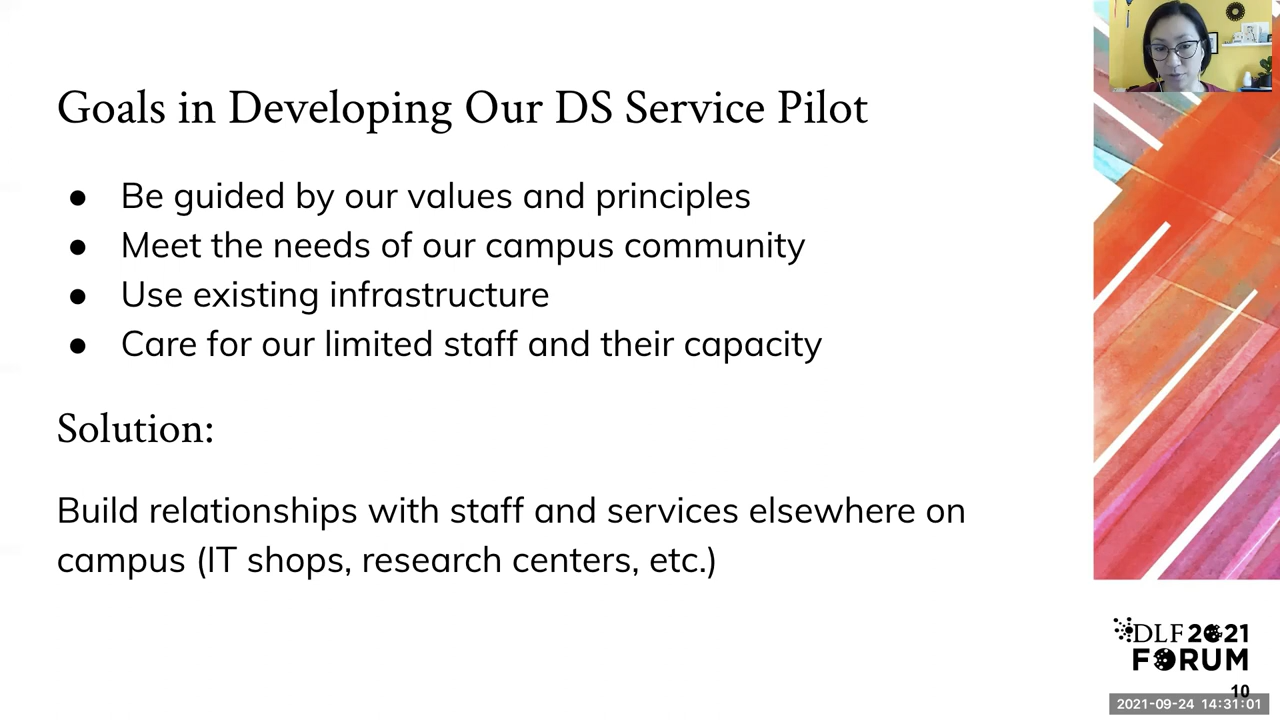 Goals in Developing Our DS Service Pilot
● Be guided by our values and principles
● Meet the needs of our campus community
● Use existing infrastructure
● Care for our limited staff and their capacity
Solution:
Build relationships with staff and services elsewhere on
campus (IT shops, research centers, etc.)
DLF 2021
FORUM
10
2021-09-24 14:31:01